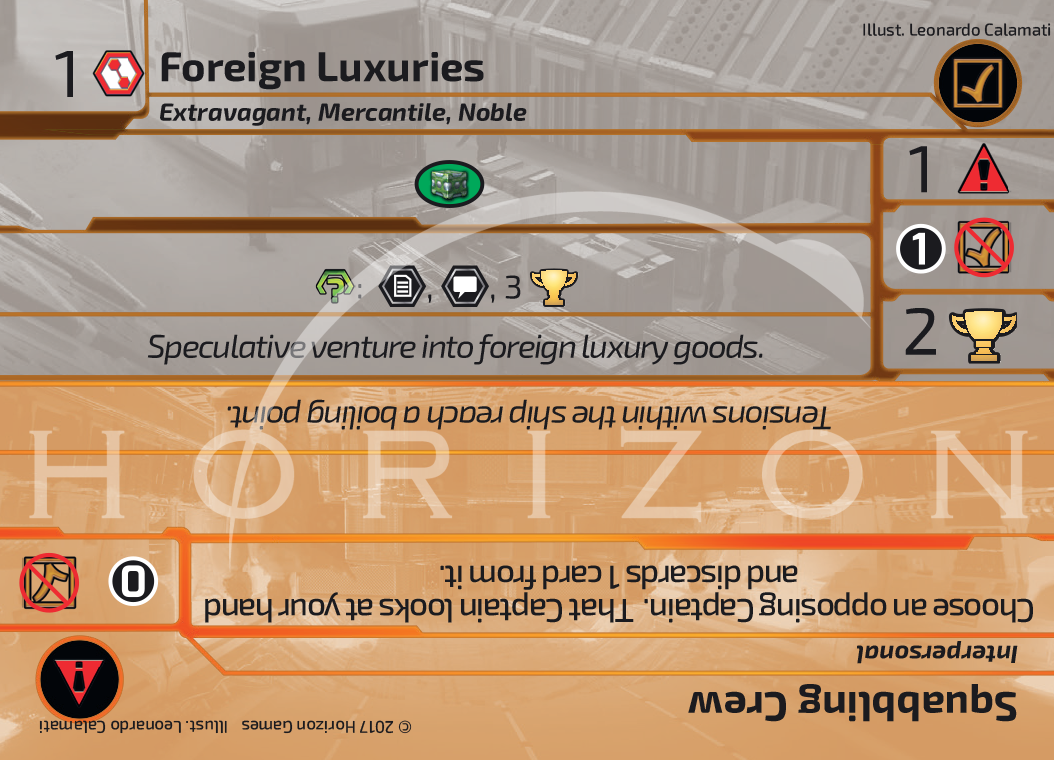 Illust. Leonardo Calamati
1 Foreign Luxuries
Extravagant, Mercantile, Noble
1 !
1
?: , , 3
2
Speculative venture into foreign luxury goods.
HORIZON
Squabbling Crew
Interpersonal
Choose an opposing Captain. That Captain looks at your hand
and discards 1 card from it.
0
!
Tensions within the ship reach a boiling point.
© 2017 Horizon Games Illust. Leonardo Calamati